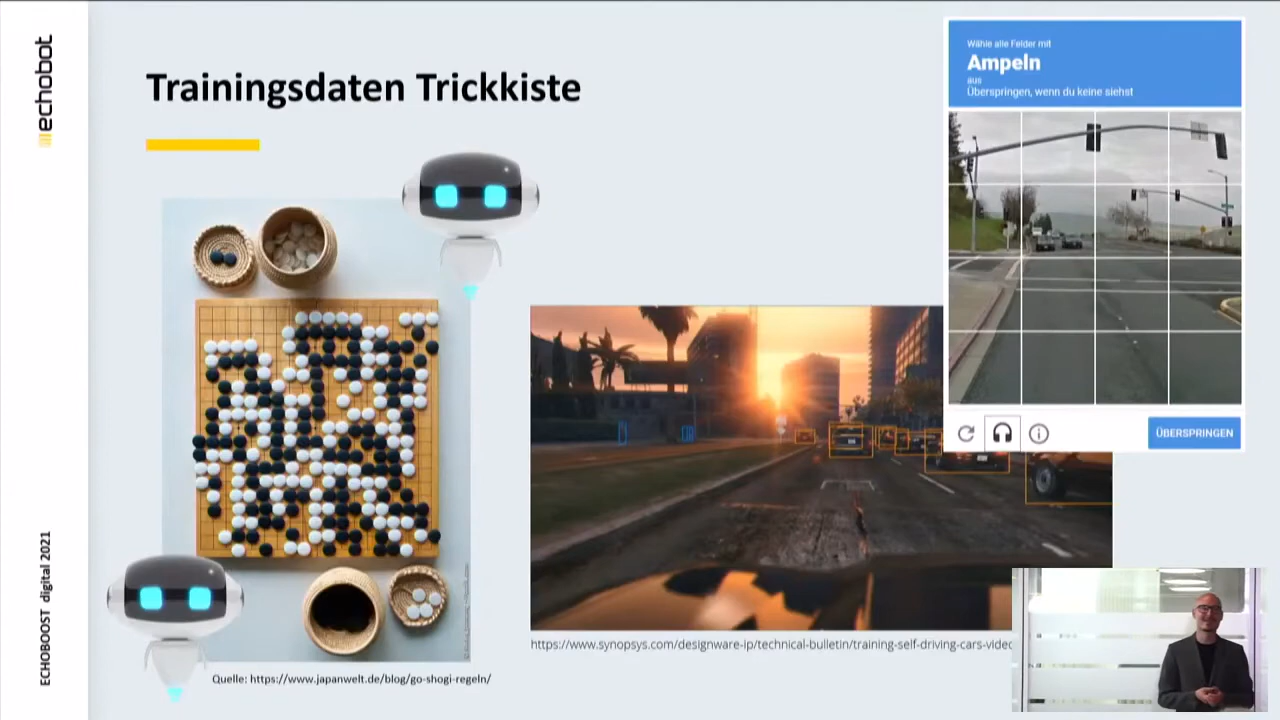 echobot
ECHOBOOST digital 2021
Trainingsdaten Trickkiste
Wähle alle Felder mit
Ampeln
aus
Überspringen, wenn du keine siehst
ÜBERSPRINGEN
https://www.synopsys.com/designware-ip/technical-bulletin/training-self-driving-cars-videc
Quelle: https://www.japanwelt.de/blog/go-shogi-regeln/